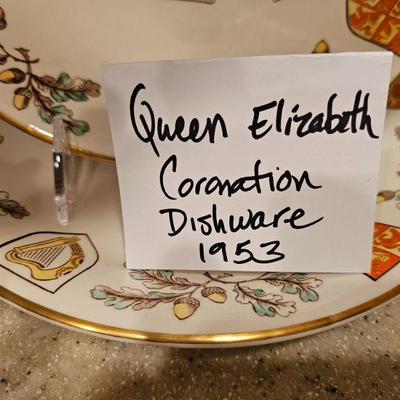 Queen Elizabeth
Coronation
Dishware
1953